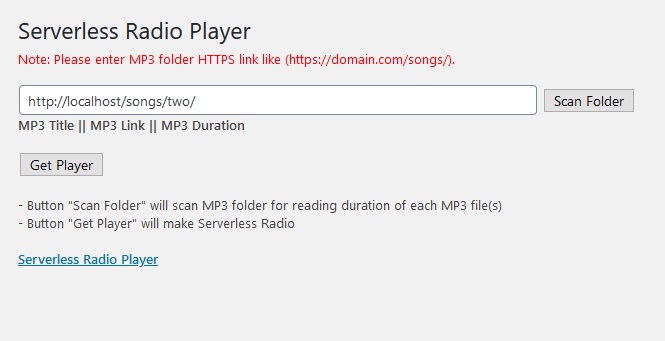 Serverless Radio Player
Note: Please enter MP3 folder HTTPS link like (https://domain.com/songs/).
http://localhost/songs/two/
Scan Folder
MP3 Title || MP3 Link || MP3 Duration
Get Player
- Button "Scan Folder" will scan MP3 folder for reading duration of each MP3 file(s)
- Button "Get Player" will make Serverless Radio
Serverless Radio Player